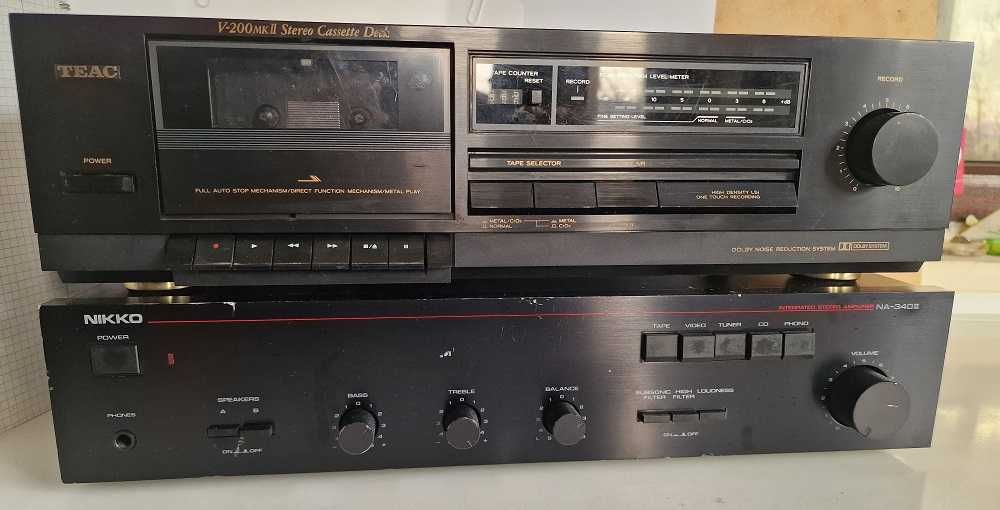 V-200MKII Stereo Cassette Deck
TEAC
TAPE COUNTER
RESET
RECORD
LEVEL METER
10 5 0 3 6 +dB
FINE SETTING LEVEL
NORMAL
METAL/CrO₂
RECORD
POWER
FULL AUTO STOP MECHANISM/DIRECT FUNCTION MECHANISM/METAL PLAY
TAPE SELECTOR
HIGH DENSITY LSI
ONE TOUCH RECORDING
METAL/CrO₂
NORMAL
METAL
CrO₂
DOLBY NOISE REDUCTION SYSTEM
DOLBY SYSTEM
NIKKO
INTEGRATED STEREO AMPLIFIER NA-340II
POWER
TAPE VIDEO TUNER CD PHONO
VOLUME
PHONES
SPEAKERS
A B
ON OFF
BASS
TREBLE
BALANCE
SUBSONIC FILTER
HIGH FILTER
LOUDNESS
ON OFF